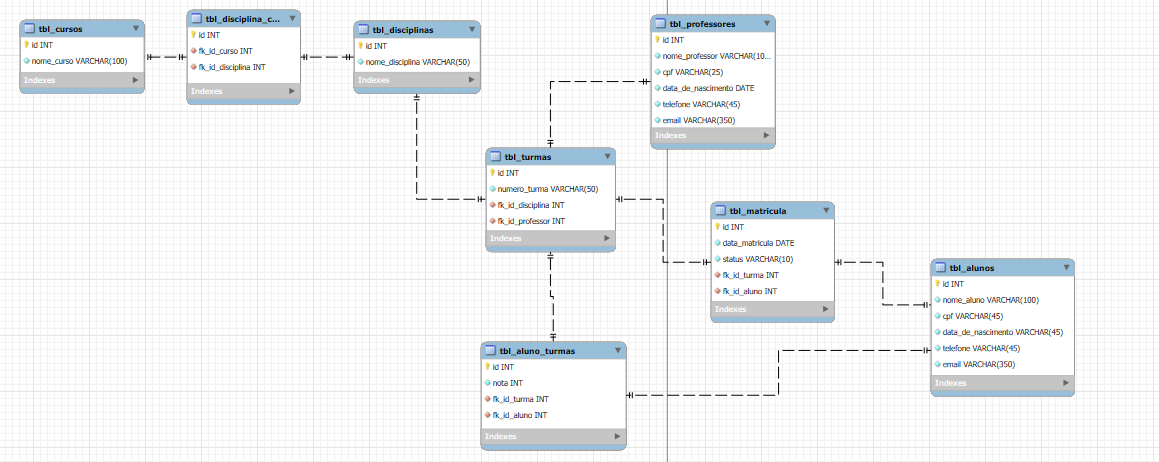 tbl_cursos
id INT
nome_curso VARCHAR(100)
Indexes
tbl_disciplina_c...
id INT
fk_id_curso INT
fk_id_disciplina INT
Indexes
tbl_disciplinas
id INT
nome_disciplina VARCHAR(50)
Indexes
tbl_professores
id INT
nome_professor VARCHAR(10...
cpf VARCHAR(25)
data_de_nascimento DATE
telefone VARCHAR(45)
email VARCHAR(350)
Indexes
tbl_turmas
id INT
numero_turma VARCHAR(50)
fk_id_disciplina INT
fk_id_professor INT
Indexes
tbl_matricula
id INT
data_matricula DATE
status VARCHAR(10)
fk_id_turma INT
fk_id_aluno INT
Indexes
tbl_alunos
id INT
nome_aluno VARCHAR(100)
cpf VARCHAR(45)
data_de_nascimento VARCHAR(45)
telefone VARCHAR(45)
email VARCHAR(350)
Indexes
tbl_aluno_turmas
id INT
nota INT
fk_id_turma INT
fk_id_aluno INT
Indexes